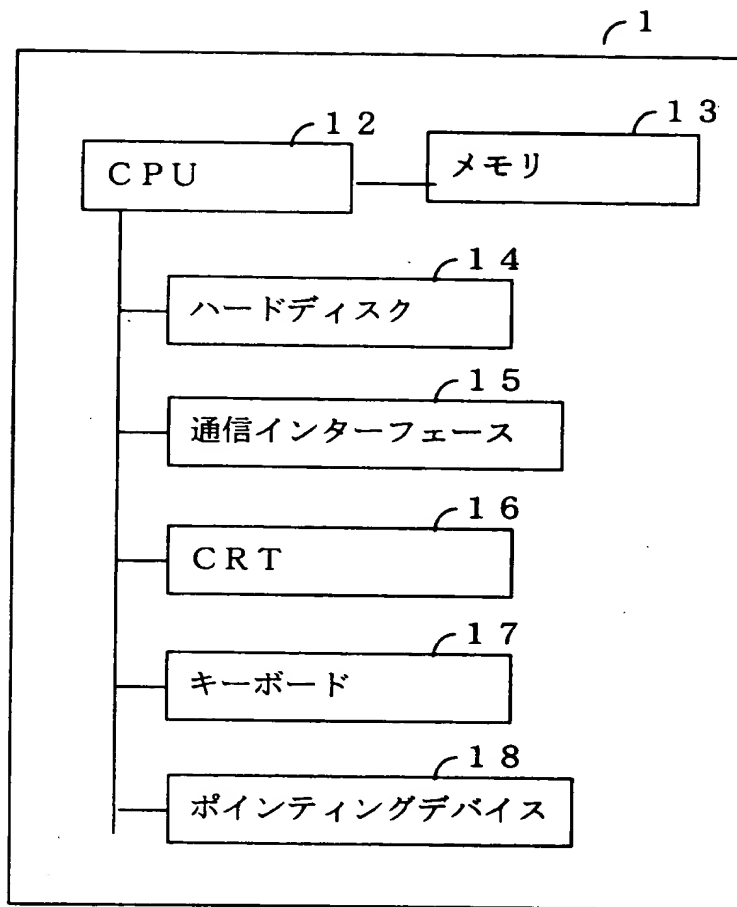 1
12
13
CPU
メモリ
14
ハードディスク
15
通信インターフェース
16
CRT
17
キーボード
18
ポインティングデバイス